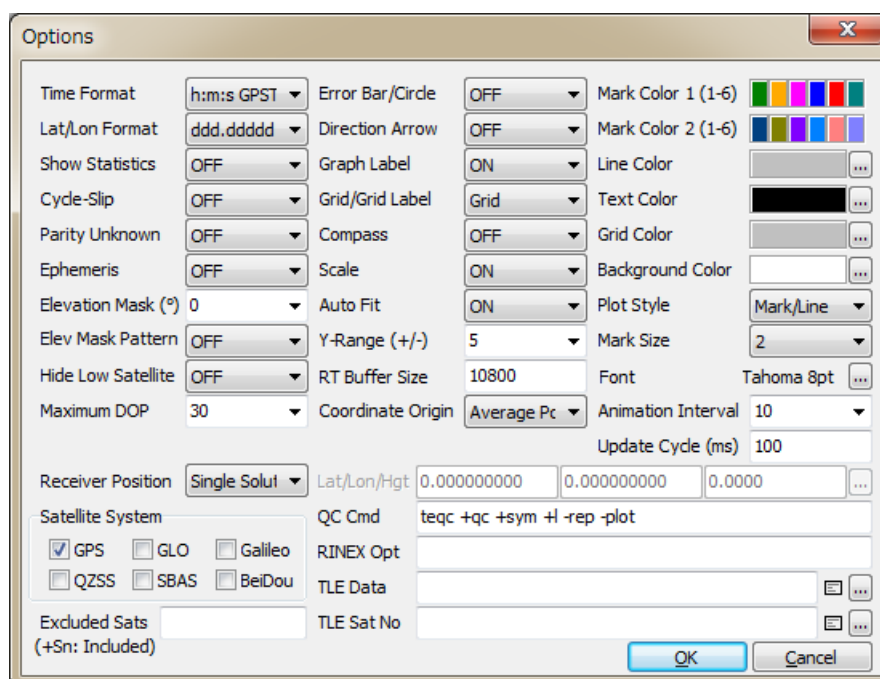 Options
Time Format h:m:s GPST Error Bar/Circle OFF Mark Color 1 (1-6)
Lat/Lon Format ddd.ddddd Direction Arrow OFF Mark Color 2 (1-6)
Show Statistics OFF Graph Label ON Line Color ...
Cycle-Slip OFF Grid/Grid Label Grid Text Color ...
Parity Unknown OFF Compass OFF Grid Color ...
Ephemeris OFF Scale ON Background Color ...
Elevation Mask (°) 0 Auto Fit ON Plot Style Mark/Line
Elev Mask Pattern OFF Y-Range (+/-) 5 Mark Size 2
Hide Low Satellite OFF RT Buffer Size 10800 Font Tahoma 8pt ...
Maximum DOP 30 Coordinate Origin Average Pc Animation Interval 10
Update Cycle (ms) 100
Receiver Position Single Solut Lat/Lon/Hgt 0.000000000 0.000000000 0.0000 ...
Satellite System QC Cmd teqc +qc +sym +l -rep -plot
GPS GLO Galileo RINEX Opt
QZSS SBAS BeiDou TLE Data ...
Excluded Sats TLE Sat No ...
(+Sn: Included)
OK Cancel